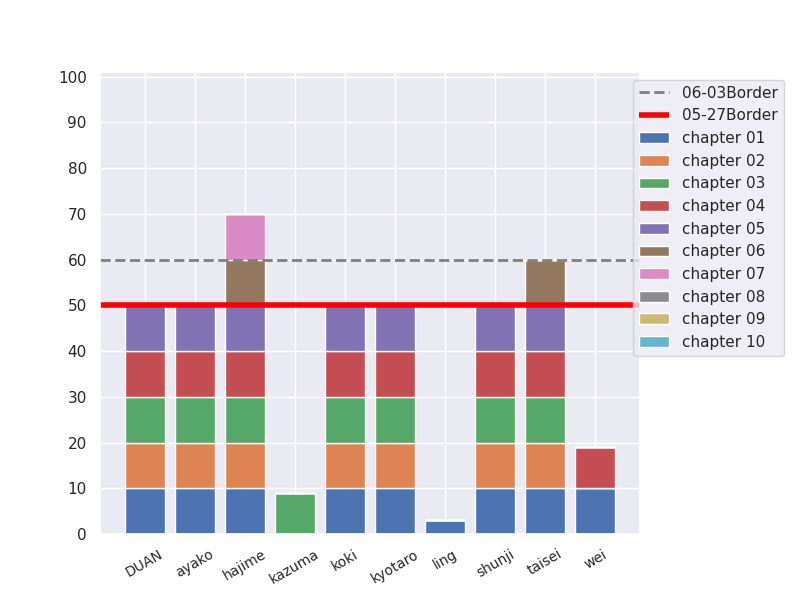 100
90
80
70
60
50
40
30
20
10
0
DUAN
ayako
hajime
kazuma
koki
kyotaro
ling
shunji
taisei
wei
06-03Border
05-27Border
chapter 01
chapter 02
chapter 03
chapter 04
chapter 05
chapter 06
chapter 07
chapter 08
chapter 09
chapter 10